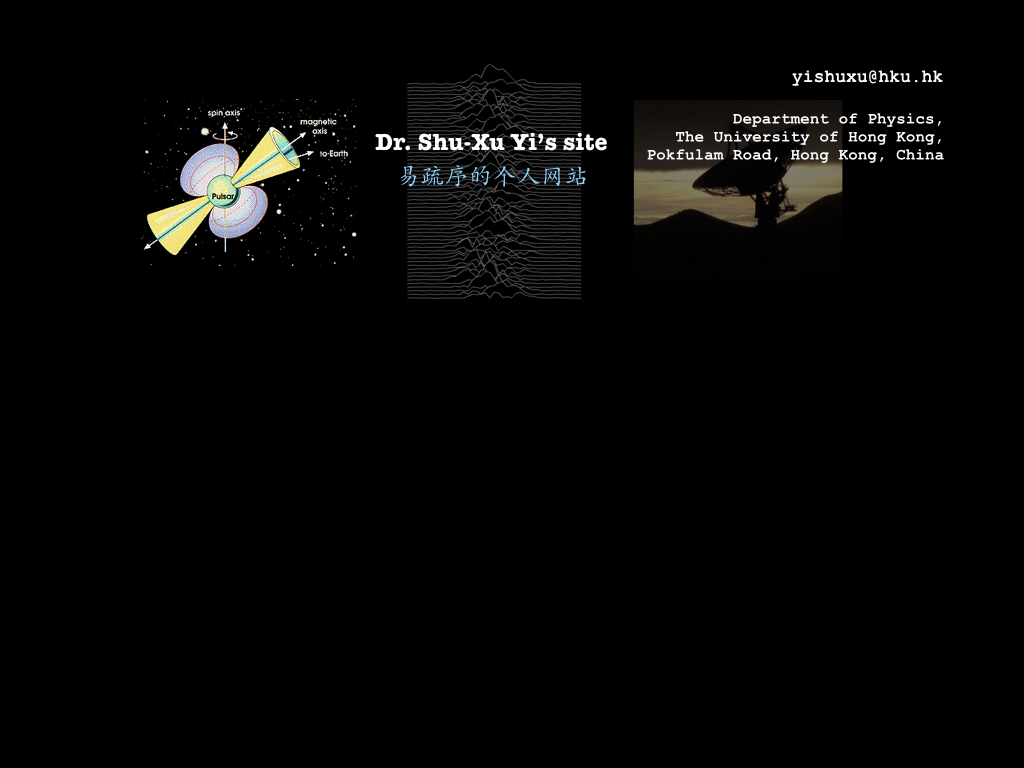 yishuxu@hku.hk
Department of Physics,
The University of Hong Kong,
Pokfulam Road, Hong Kong, China
Dr. Shu-Xu Yi's site
易疏序的个人网站
spin axis
magnetic
axis
to Earth
Pulsar